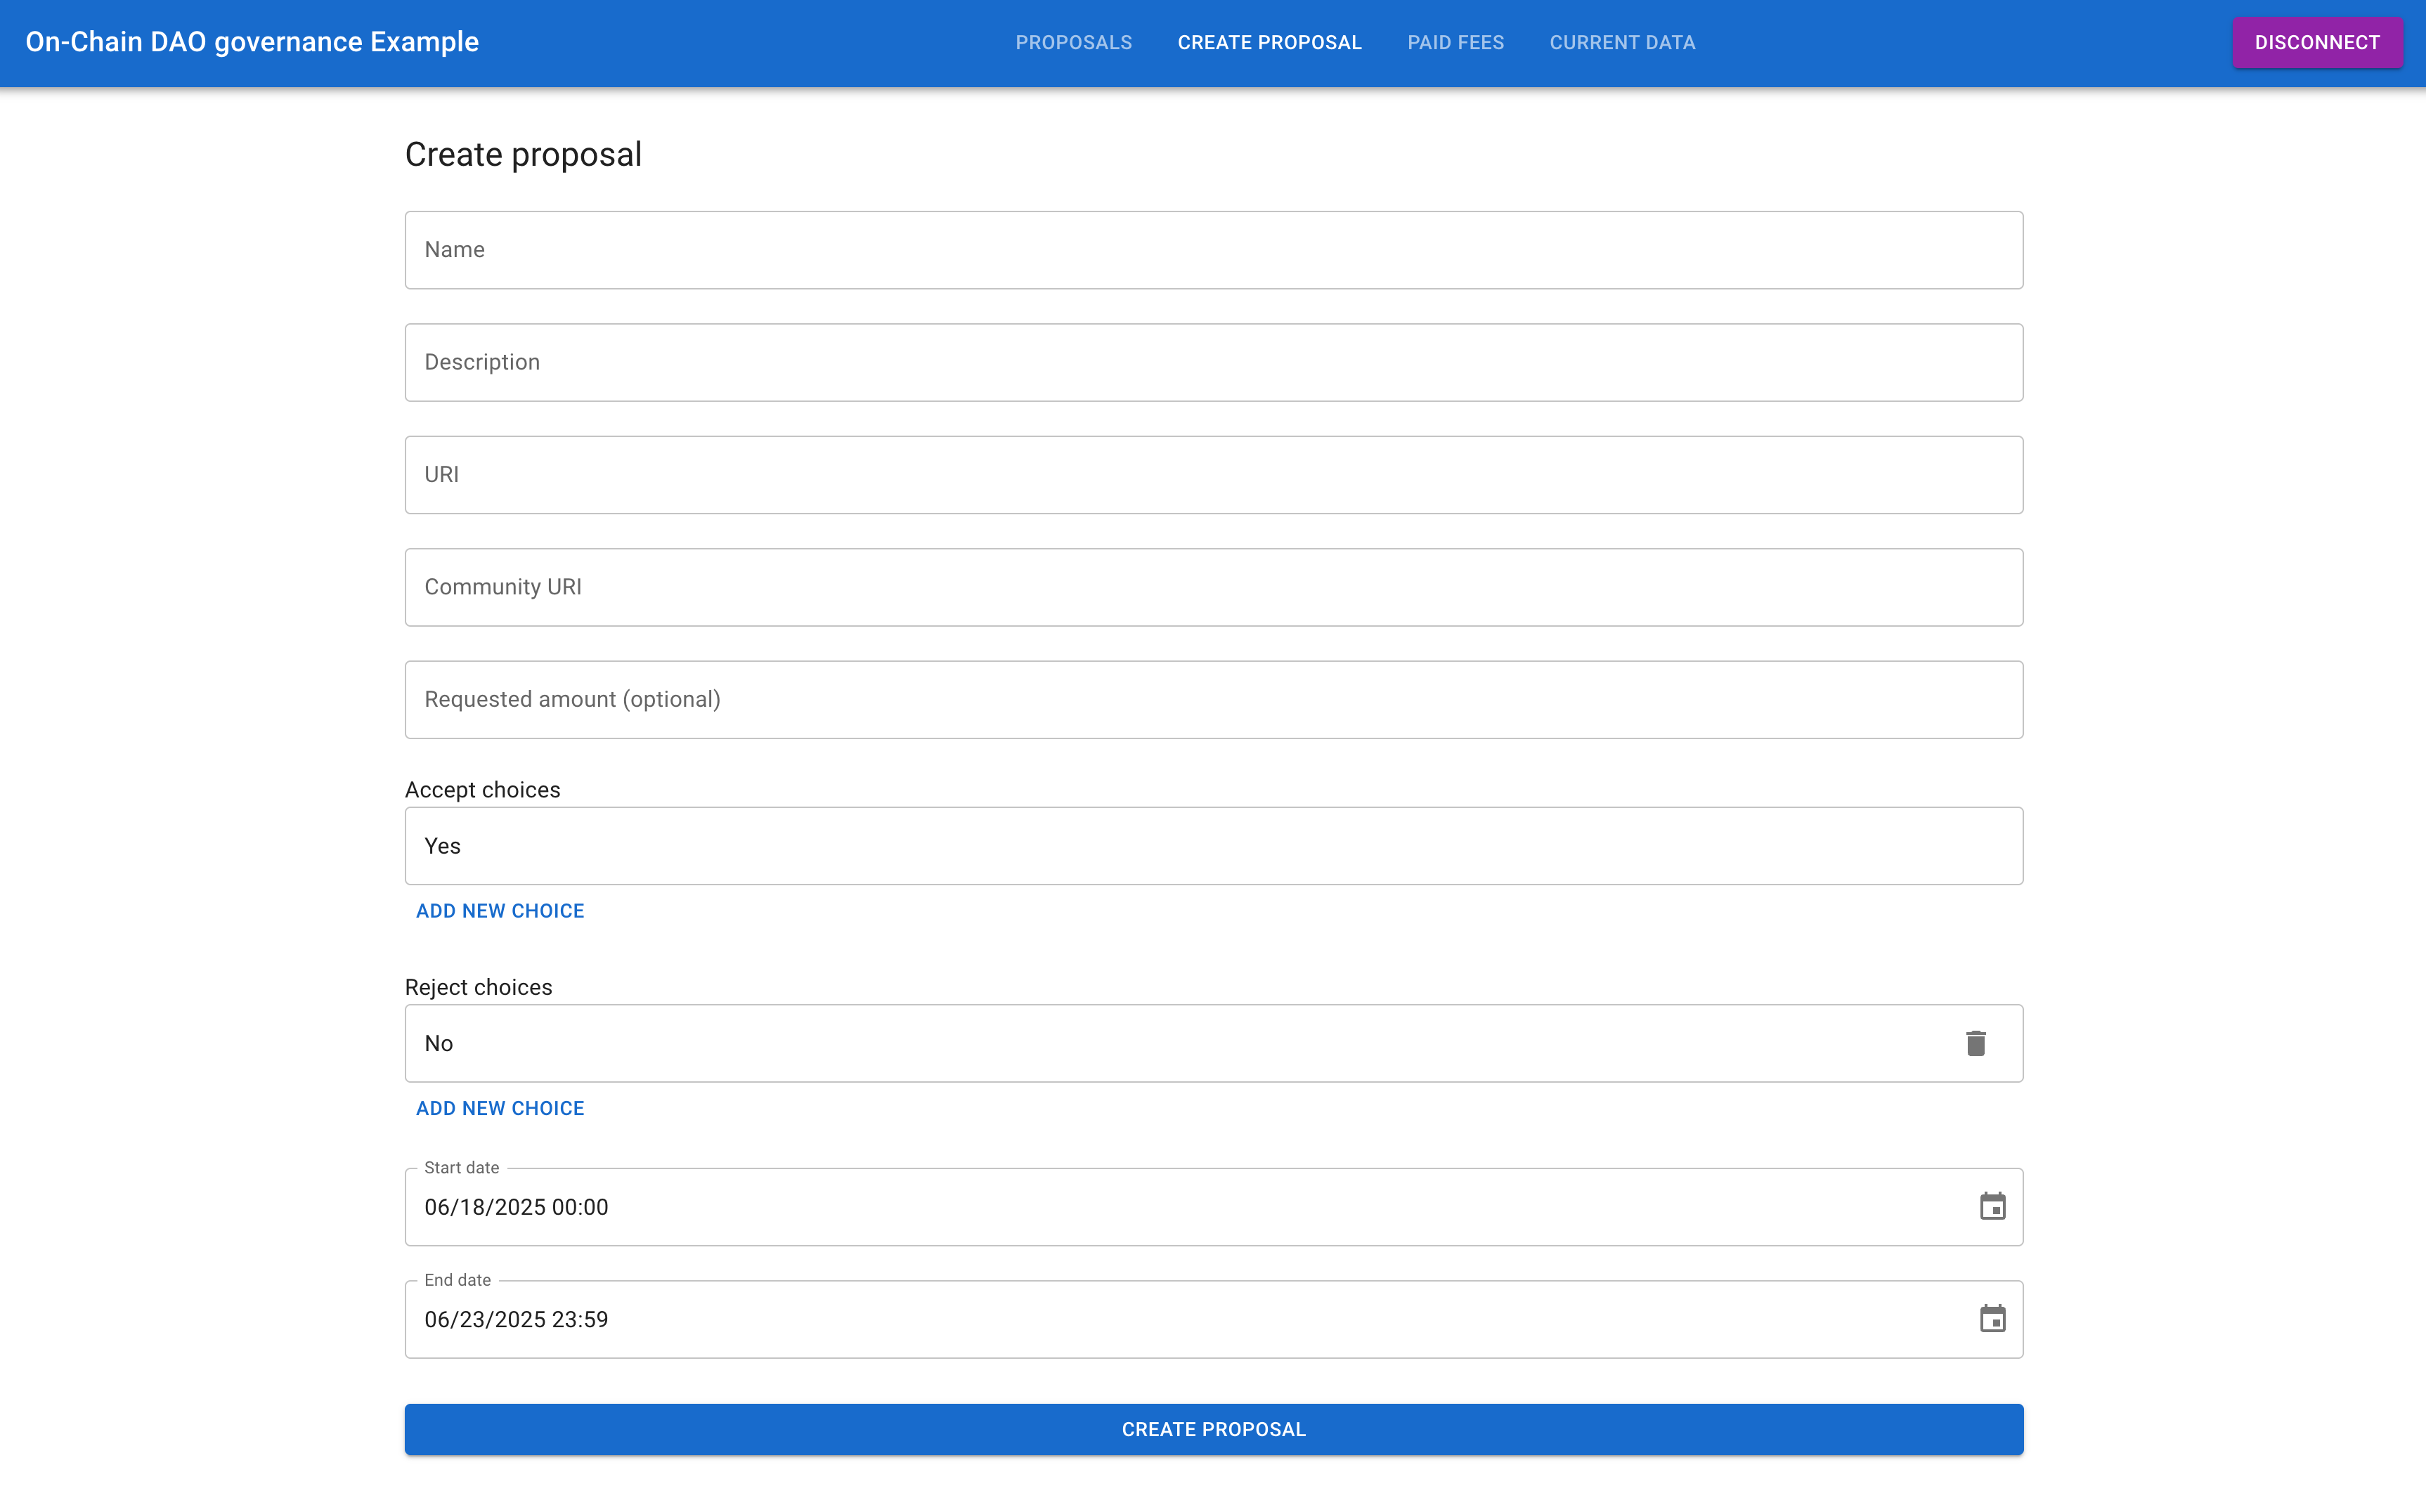 On-Chain DAO governance Example
PROPOSALS
CREATE PROPOSAL
PAID FEES
CURRENT DATA
DISCONNECT
Create proposal
Name
Description
URI
Community URI
Requested amount (optional)
Accept choices
Yes
ADD NEW CHOICE
Reject choices
No
ADD NEW CHOICE
Start date
06/18/2025 00:00
End date
06/23/2025 23:59
CREATE PROPOSAL